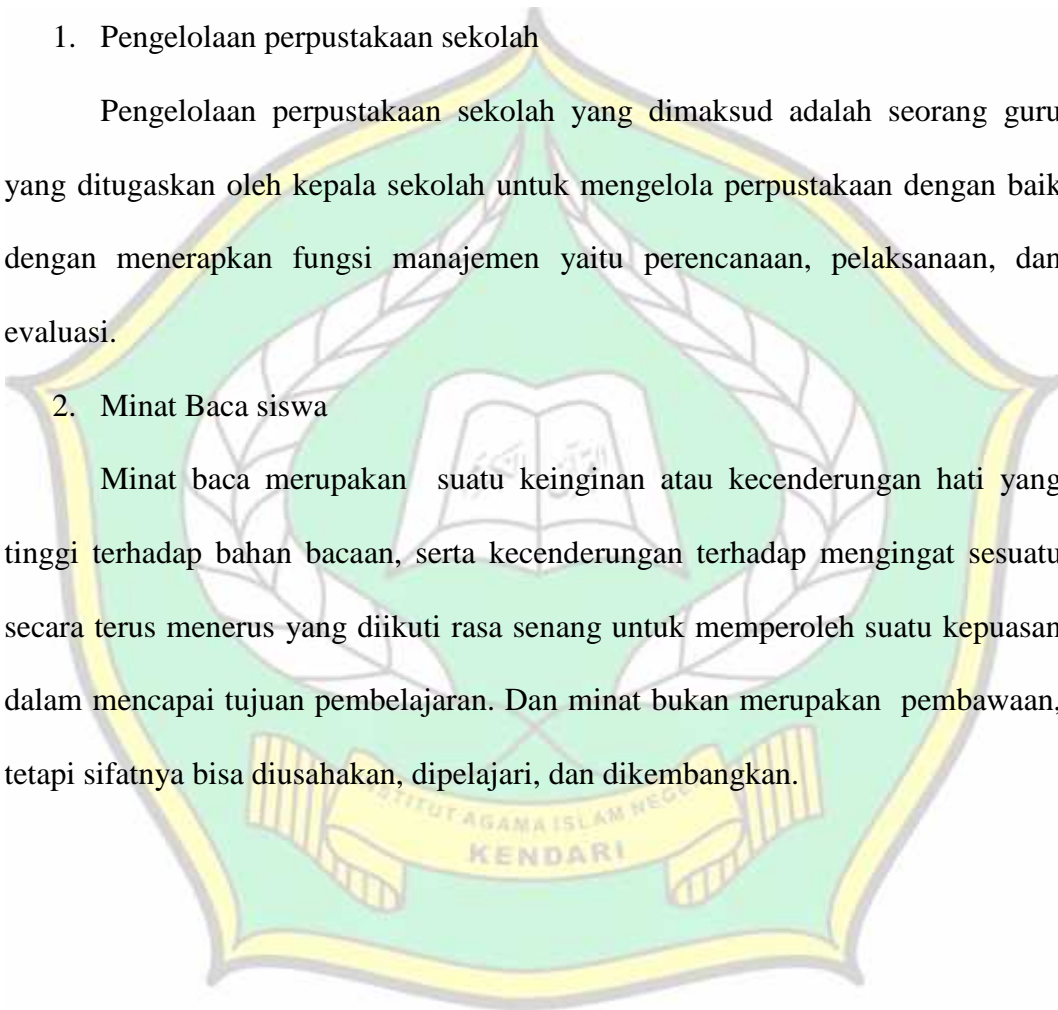 1. Pengelolaan perpustakaan sekolah
Pengelolaan perpustakaan sekolah yang dimaksud adalah seorang guru
yang ditugaskan oleh kepala sekolah untuk mengelola perpustakaan dengan baik
dengan menerapkan fungsi manajemen yaitu perencanaan, pelaksanaan, dan
evaluasi.
2. Minat Baca siswa
Minat baca merupakan suatu keinginan atau kecenderungan hati yang
tinggi terhadap bahan bacaan, serta kecenderungan terhadap mengingat sesuatu
secara terus menerus yang diikuti rasa senang untuk memperoleh suatu kepuasan
dalam mencapai tujuan pembelajaran. Dan minat bukan merupakan pembawaan,
tetapi sifatnya bisa diusahakan, dipelajari, dan dikembangkan.
AGAMA ISLAM
KENDARI